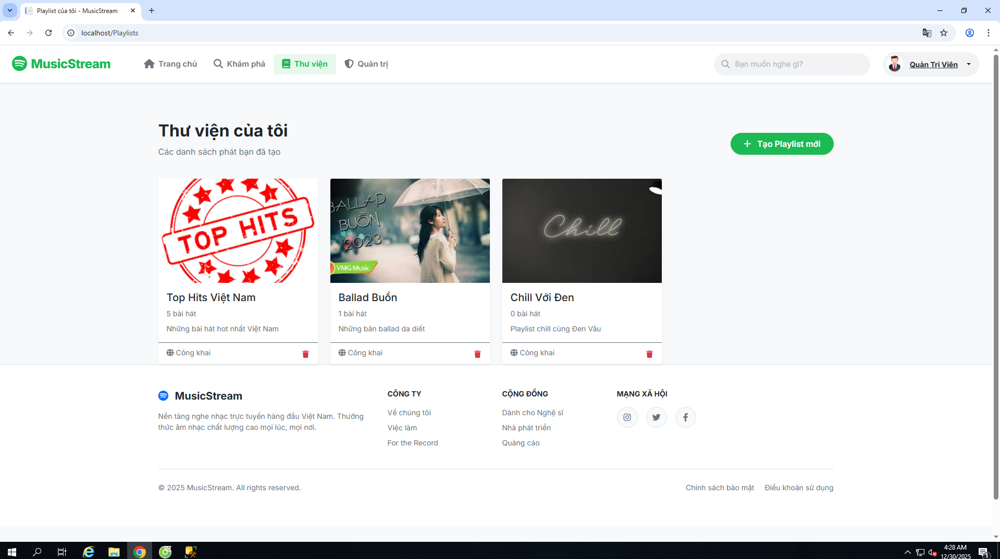 Playlist của tôi - MusicStream
localhost/Playlists
MusicStream
Trang chủ
Khám phá
Thư viện
Quản trị
Bạn muốn nghe gì?
Quản Trị Viên
Thư viện của tôi
Các danh sách phát bạn đã tạo
Tạo Playlist mới
TOP HITS
Top Hits Việt Nam
5 bài hát
Những bài hát hot nhất Việt Nam
Công khai
BALLAD
BUỒN
2023
VMG Music
Ballad Buồn
1 bài hát
Những bản ballad da diết
Công khai
Chill
Chill Với Đen
0 bài hát
Playlist chill cùng Đen Vâu
Công khai
MusicStream
Nền tảng nghe nhạc trực tuyến hàng đầu Việt Nam. Thưởng
thức âm nhạc chất lượng cao mọi lúc, mọi nơi.
CÔNG TY
Về chúng tôi
Việc làm
For the Record
CỘNG ĐỒNG
Dành cho Nghệ sĩ
Nhà phát triển
Quảng cáo
MẠNG XÃ HỘI
© 2025 MusicStream. All rights reserved.
Chính sách bảo mật
Điều khoản sử dụng
4:28 AM
12/30/2025
1